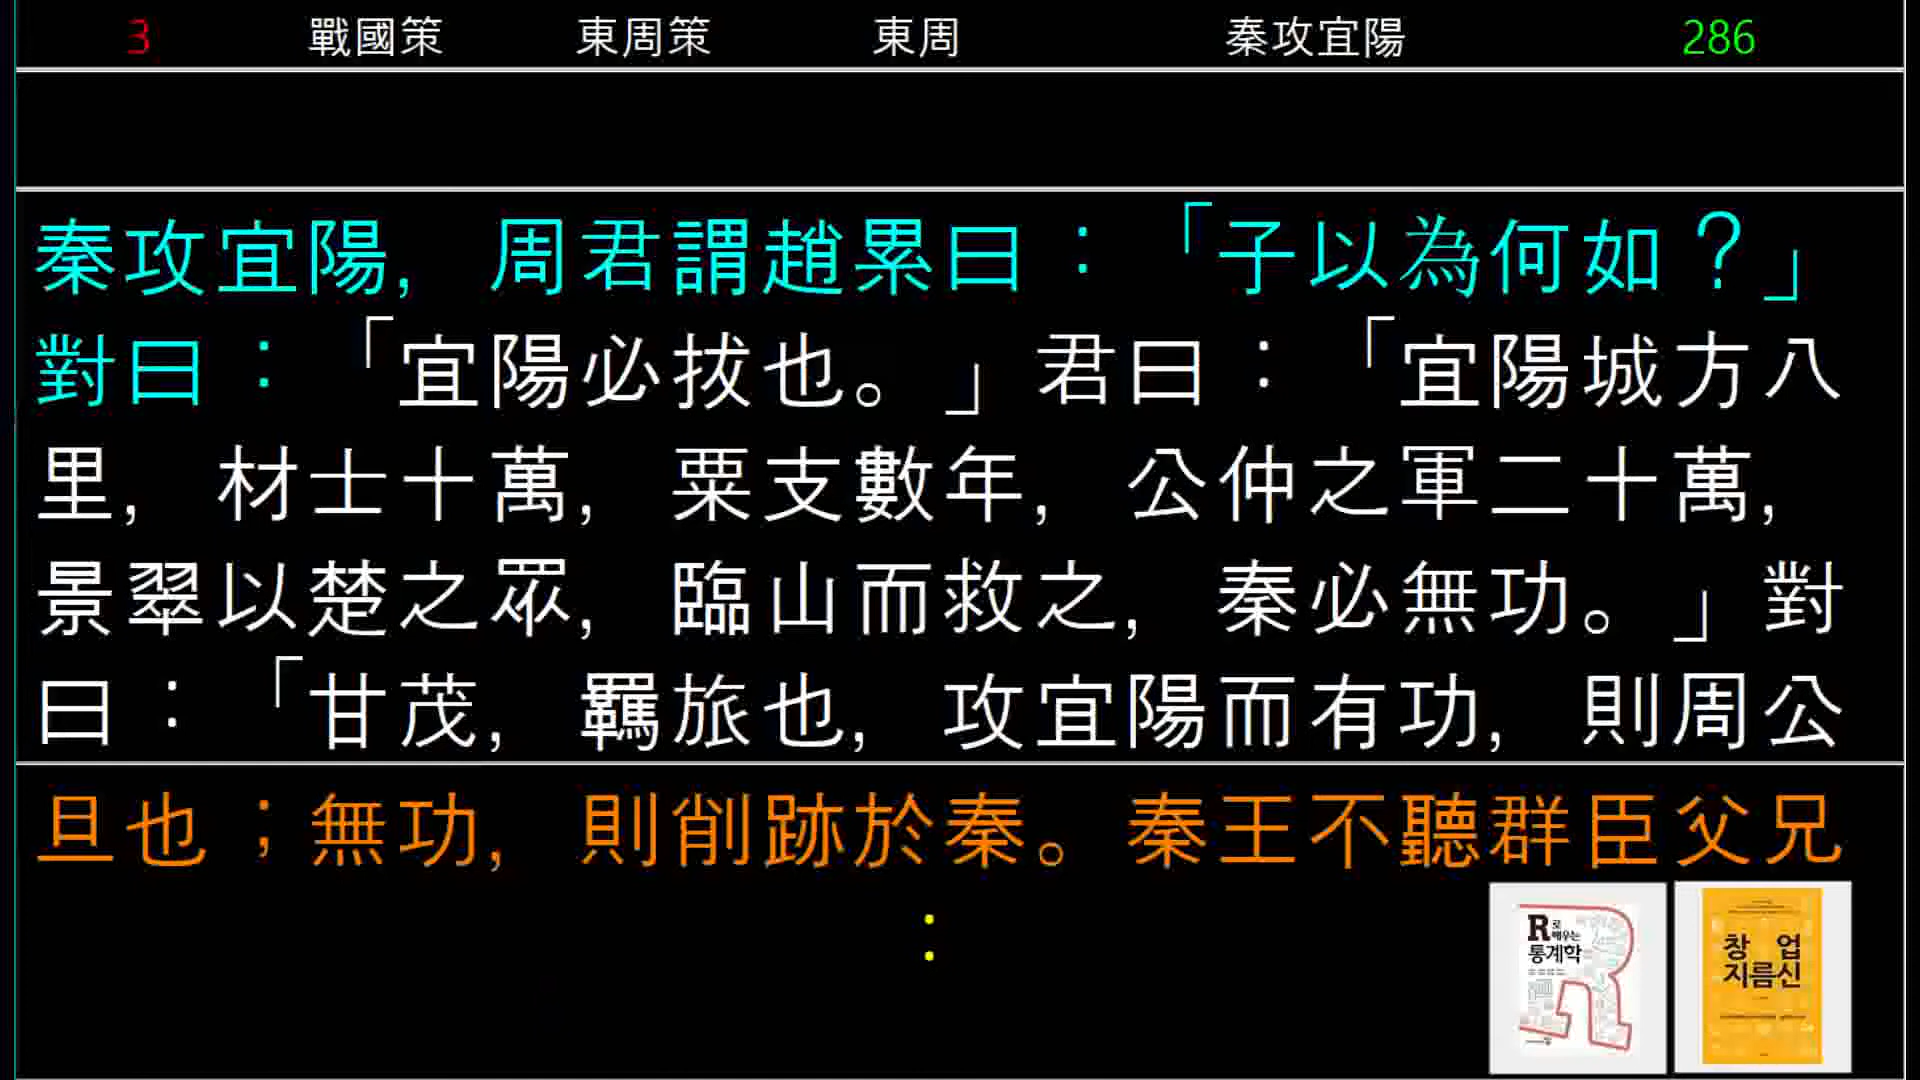 3 戰國策 東周策 東周 秦攻宜陽 286
秦攻宜陽, 周君謂趙累曰：「子以為何如？」
對曰：「宜陽必拔也。」君曰：「宜陽城方八
里, 材士十萬, 粟支數年, 公仲之軍二十萬,
景翠以楚之眾, 臨山而救之, 秦必無功。」對
曰：「甘茂, 羈旅也, 攻宜陽而有功, 則周公
旦也；無功, 則削跡於秦。秦王不聽群臣父兄
:
R로
배우는
통계학
창업
지름신